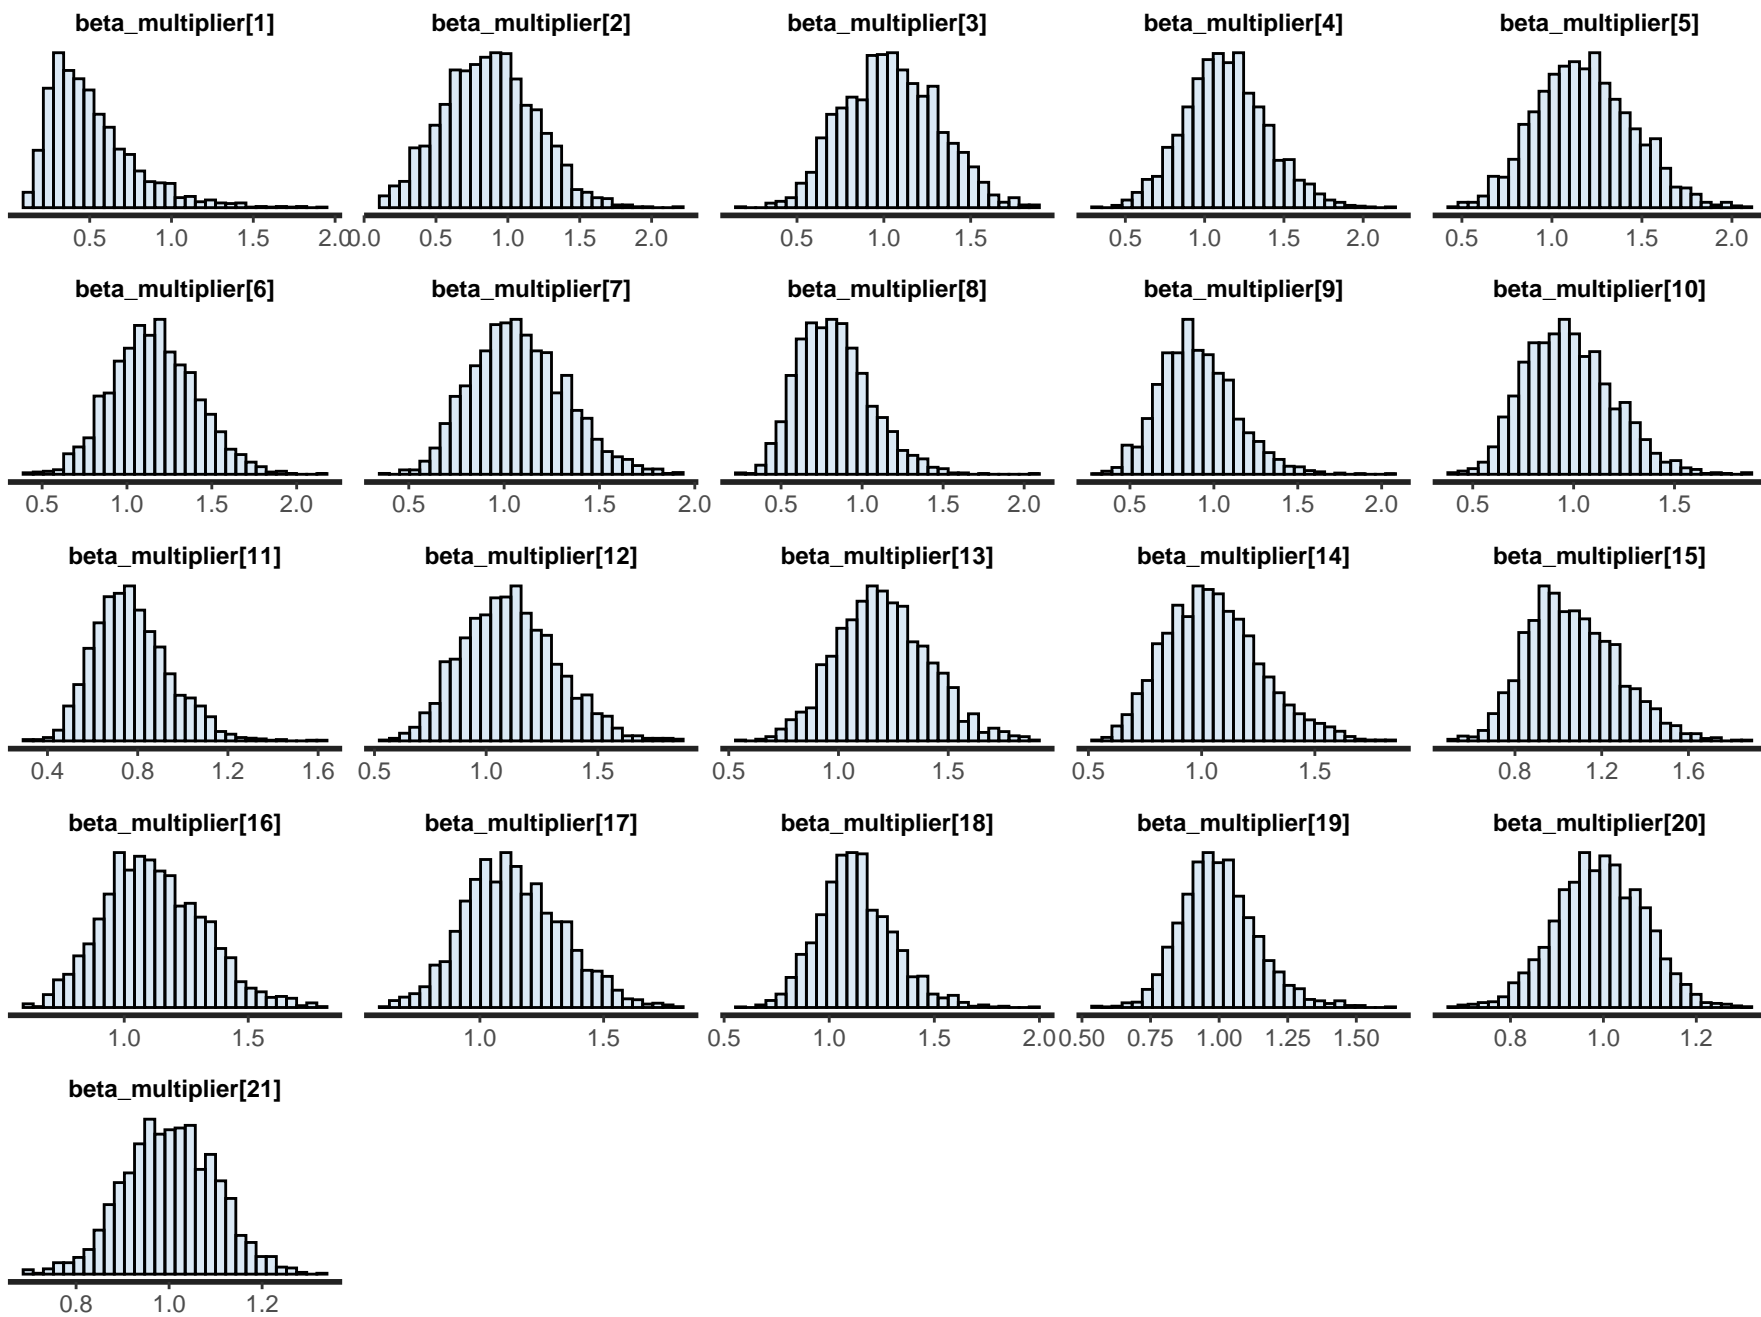 beta_multiplier[1] beta_multiplier[2] beta_multiplier[3] beta_multiplier[4] beta_multiplier[5]
0.5 1.0 1.5 2.0 0.0 0.5 1.0 1.5 2.0 0.5 1.0 1.5 0.5 1.0 1.5 2.0 0.5 1.0 1.5 2.0
beta_multiplier[6] beta_multiplier[7] beta_multiplier[8] beta_multiplier[9] beta_multiplier[10]
0.5 1.0 1.5 2.0 0.5 1.0 1.5 2.0 0.5 1.0 1.5 2.0 0.5 1.0 1.5 2.0 0.5 1.0 1.5
beta_multiplier[11] beta_multiplier[12] beta_multiplier[13] beta_multiplier[14] beta_multiplier[15]
0.4 0.8 1.2 1.6 0.5 1.0 1.5 0.5 1.0 1.5 0.5 1.0 1.5 0.8 1.2 1.6
beta_multiplier[16] beta_multiplier[17] beta_multiplier[18] beta_multiplier[19] beta_multiplier[20]
1.0 1.5 1.0 1.5 0.5 1.0 1.5 2.0 0.50 0.75 1.00 1.25 1.50 0.8 1.0 1.2
beta_multiplier[21]
0.8 1.0 1.2